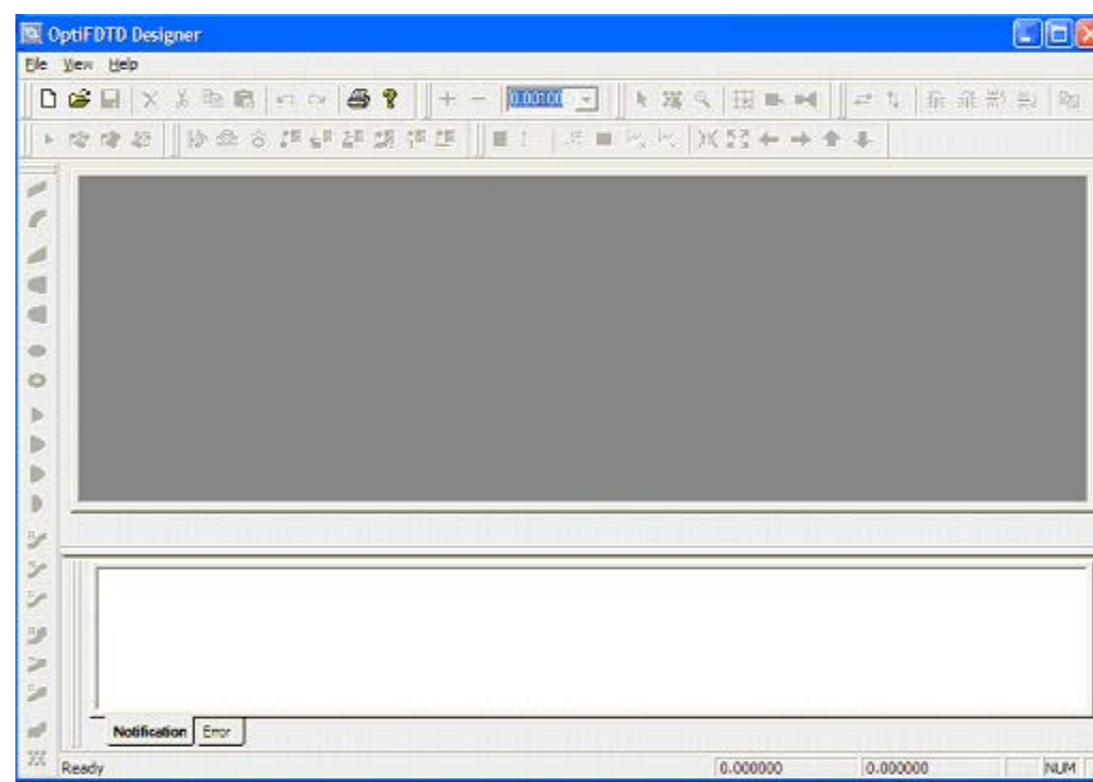 OptiFDTD Designer
File View Help
0.00100
Notification Error
Ready 0.000000 0.000000 NUM